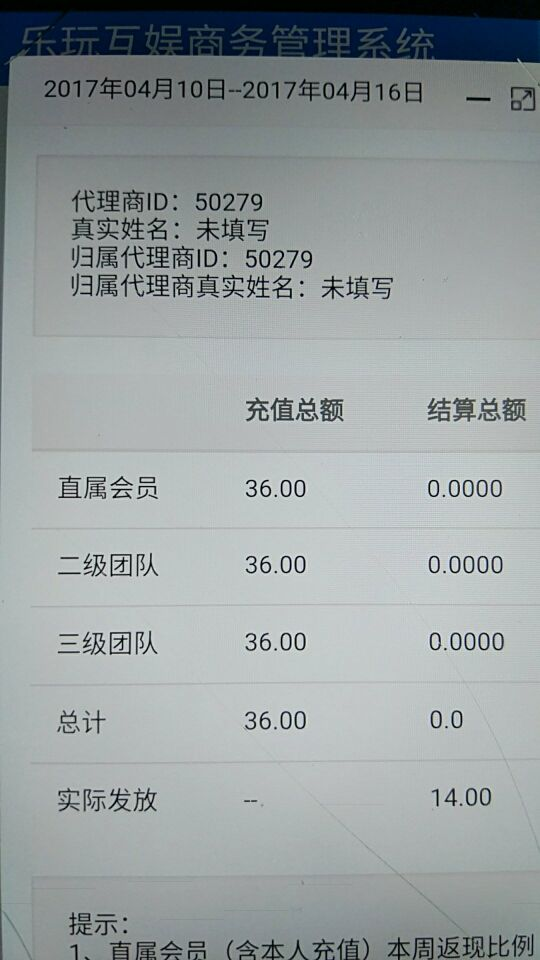 乐玩互娱商务管理系统
2017年04月10日--2017年04月16日
代理商ID：50279
真实姓名：未填写
归属代理商ID：50279
归属代理商真实姓名：未填写
充值总额 结算总额
直属会员 36.00 0.0000
二级团队 36.00 0.0000
三级团队 36.00 0.0000
总计 36.00 0.0
实际发放 -- 14.00
提示：
1、直属会员（含本人充值）本周返现比例